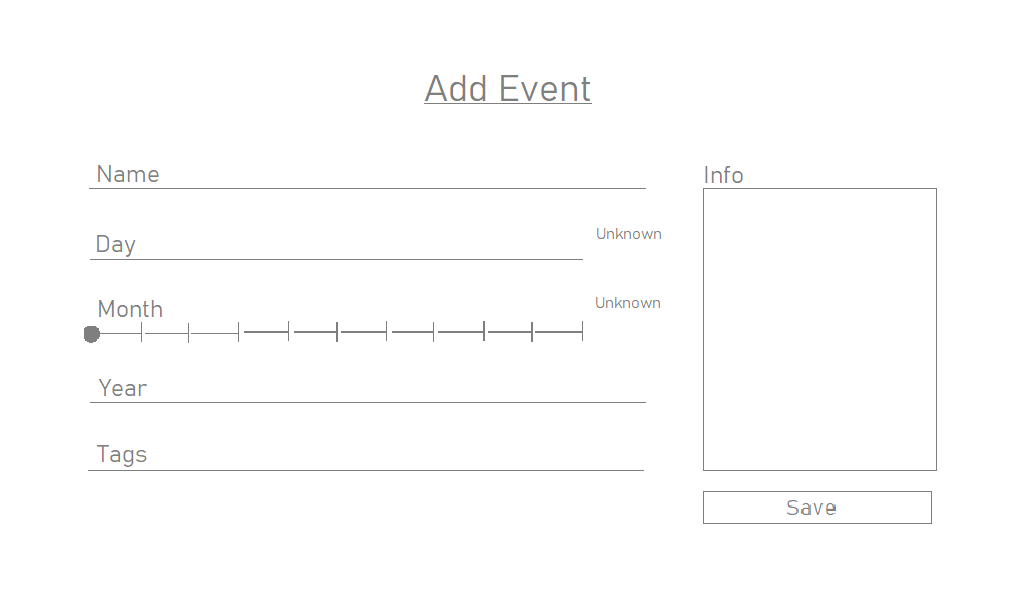 Add Event
Name
Day
Unknown
Month
Unknown
Year
Tags
Info
Save